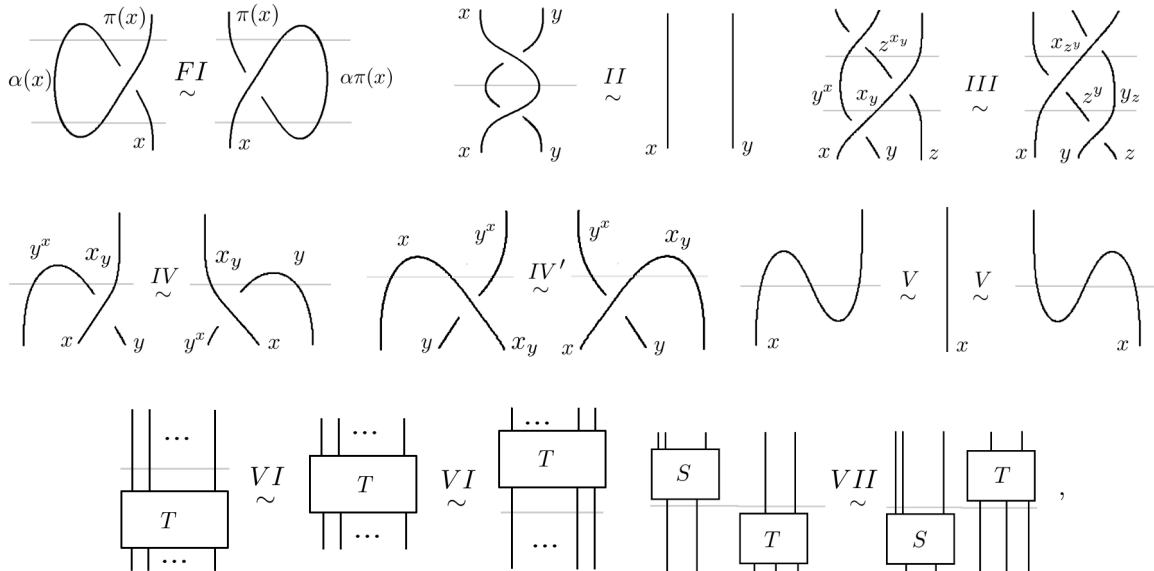 π(x) π(x)
α(x) FI ~ απ(x)
x x
x y
II ~
x y x y
z^{x_y} x_{z^y}
y^x x_y III ~ z^y y_z
x y z x y z
y^x x_y IV ~ x_y y
x y y^x x
x y^x IV' ~ y^x x_y
y x_y x y
V ~ V ~
x x x
... ... ...
T VI ~ T VI ~ T S T VII ~ S T ,
... ... ...